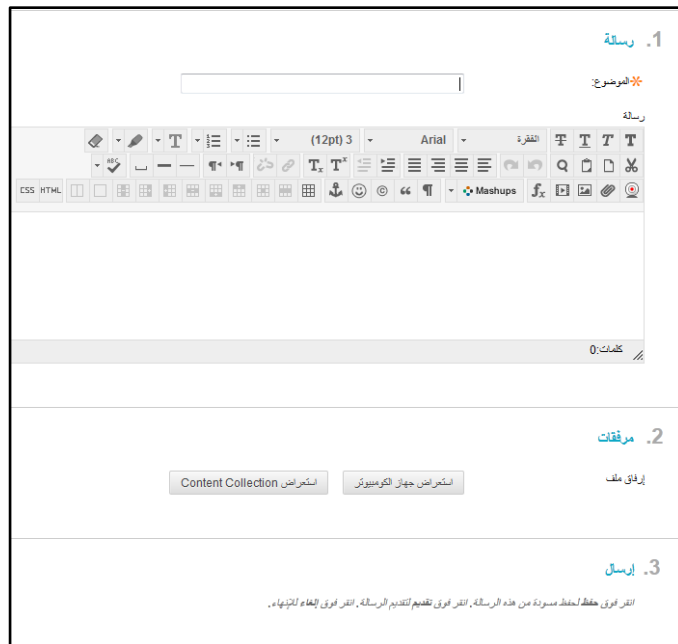 1. رسالة
الموضوع:
رسالة
T T T T الفقرة Arial 3 (12pt)
ABC
Mashups HTML CSS
كلمات:0
2. مرفقات
إرفاق ملف استعراض جهاز الكومبيوتر استعراض Content Collection
3. إرسال
انقر فوق حفظ لحفظ مسودة من هذه الرسالة. انقر فوق تقديم لتقديم الرسالة. انقر فوق إلغاء للإنهاء.